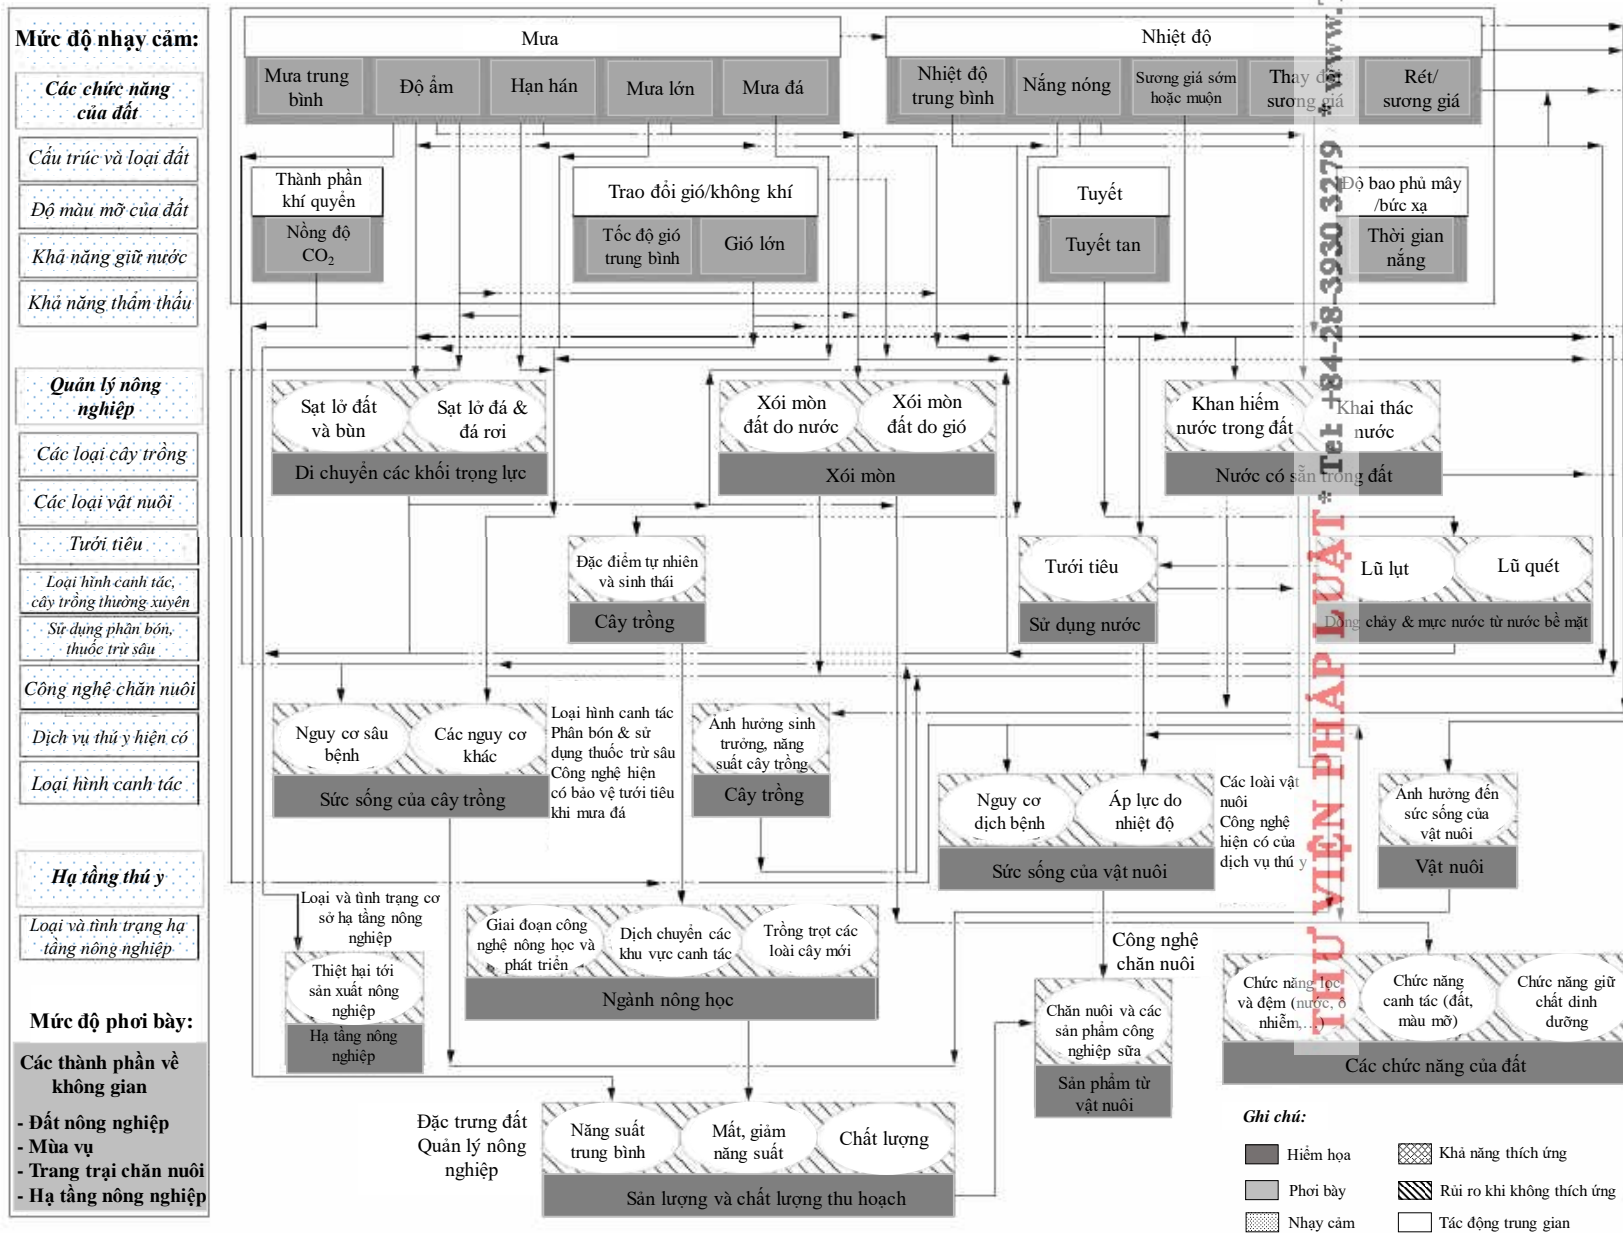 Mức độ nhạy cảm:
Các chức năng
của đất
Cấu trúc và loại đất
Độ màu mỡ của đất
Khả năng giữ nước
Khả năng thẩm thấu
Quản lý nông
nghiệp
Các loại cây trồng
Các loại vật nuôi
Tưới tiêu
Loại hình canh tác,
cây trồng thường xuyên
Sử dụng phân bón,
thuốc trừ sâu
Công nghệ chăn nuôi
Dịch vụ thú y hiện có
Loại hình canh tác
Hạ tầng thú y
Loại và tình trạng hạ
tầng nông nghiệp
Mức độ phơi bày:
Các thành phần về
không gian
- Đất nông nghiệp
- Mùa vụ
- Trang trại chăn nuôi
- Hạ tầng nông nghiệp
Mưa
Mưa trung
bình
Độ ẩm
Hạn hán
Mưa lớn
Mưa đá
Nhiệt độ
Nhiệt độ
trung bình
Nắng nóng
Sương giá sớm
hoặc muộn
Thay đổi
sương giá
Rét/
sương giá
Thành phần
khí quyển
Nồng độ
CO₂
Trao đổi gió/không khí
Tốc độ gió
trung bình
Gió lớn
Tuyết
Tuyết tan
Độ bao phủ mây
/bức xạ
Thời gian
nắng
Sạt lở đất
và bùn
Sạt lở đá &
đá rơi
Di chuyển các khối trọng lực
Xói mòn
đất do nước
Xói mòn
đất do gió
Xói mòn
Khan hiếm
nước trong đất
Khai thác
nước
Nước có sẵn trong đất
Đặc điểm tự nhiên
và sinh thái
Cây trồng
Tưới tiêu
Sử dụng nước
Lũ lụt
Lũ quét
Dòng chảy & mực nước từ nước bề mặt
Nguy cơ sâu
bệnh
Các nguy cơ
khác
Sức sống của cây trồng
Loại hình canh tác
Phân bón & sử
dụng thuốc trừ sâu
Công nghệ hiện
có bảo vệ tưới tiêu
khi mưa đá
Ảnh hưởng sinh
trưởng, năng
suất cây trồng
Cây trồng
Nguy cơ
dịch bệnh
Áp lực do
nhiệt độ
Sức sống của vật nuôi
Các loài vật
nuôi
Công nghệ
hiện có của
dịch vụ thú y
Ảnh hưởng đến
sức sống của
vật nuôi
Vật nuôi
Loại và tình trạng cơ
sở hạ tầng nông
nghiệp
Thiệt hại tới
sản xuất nông
nghiệp
Hạ tầng nông
nghiệp
Giai đoạn công
nghệ nông học và
phát triển
Dịch chuyển các
khu vực canh tác
Trồng trọt các
loài cây mới
Ngành nông học
Công nghệ
chăn nuôi
Chăn nuôi và các
sản phẩm công
nghiệp sữa
Sản phẩm từ
vật nuôi
Chức năng lọc
và đệm (nước, ô
nhiễm,...)
Chức năng
canh tác (đất,
màu mỡ)
Chức năng giữ
chất dinh
dưỡng
Các chức năng của đất
Đặc trưng đất
Quản lý nông
nghiệp
Năng suất
trung bình
Mất, giảm
năng suất
Chất lượng
Sản lượng và chất lượng thu hoạch
Ghi chú:
Hiểm họa
Phơi bày
Nhạy cảm
Khả năng thích ứng
Rủi ro khi không thích ứng
Tác động trung gian
THƯ VIỆN PHÁP LUẬT * Tel +84-28-3930 3279 * www.